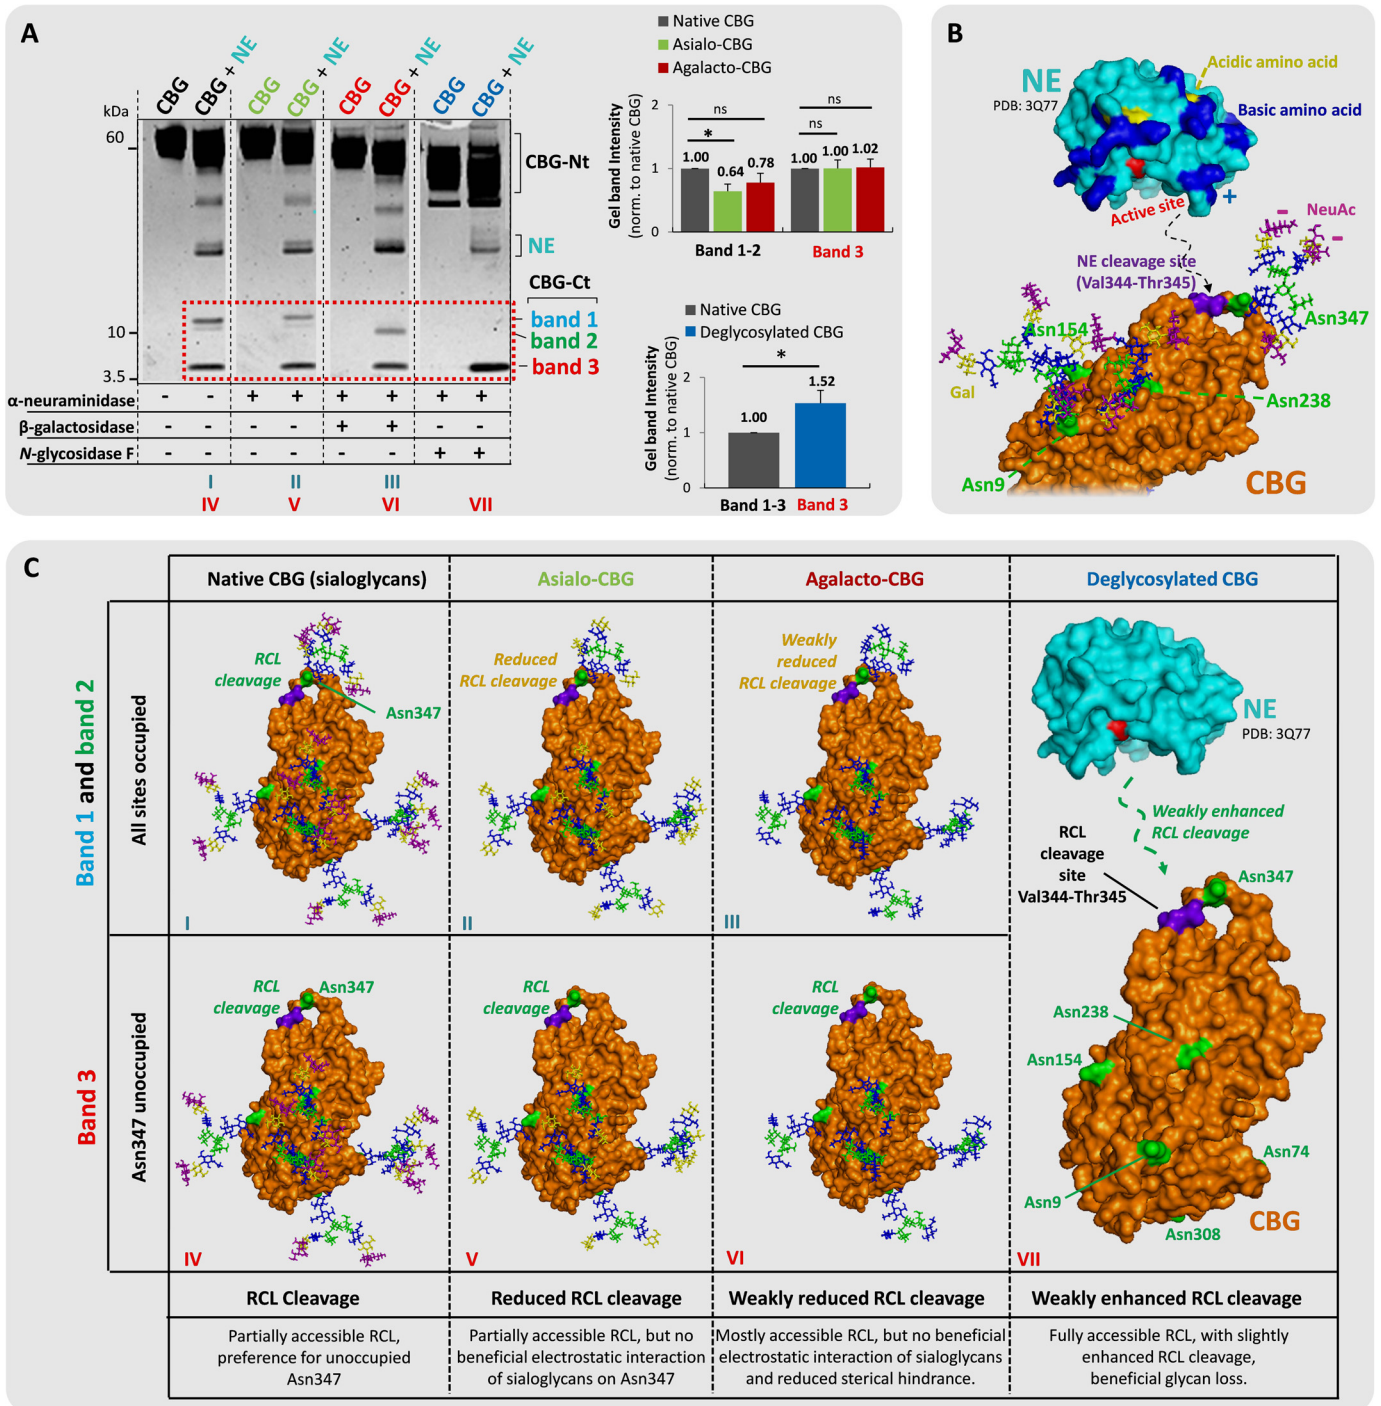 A
CBG
CBG + NE
CBG
CBG + NE
CBG
CBG + NE
CBG
CBG + NE
kDa
60
10
3.5
CBG-Nt
NE
CBG-Ct
band 1
band 2
band 3
α-neuraminidase - - + + + + + +
β-galactosidase - - - - + + - -
N-glycosidase F - - - - - - + +
I II III
IV V VI VII
Native CBG
Asialo-CBG
Agalacto-CBG
Gel band Intensity
(norm. to native CBG)
2
1
0
ns
*
ns
1.00 0.64 0.78 1.00 1.00 1.02
Band 1-2 Band 3
Native CBG
Deglycosylated CBG
Gel band Intensity
(norm. to native CBG)
2
1
0
*
1.00 1.52
Band 1-3 Band 3
B
NE
PDB: 3Q77
Acidic amino acid
Basic amino acid
Active site
+
- NeuAc
-
NE cleavage site
(Val344-Thr345)
Asn154
Asn347
Gal
Asn238
Asn9
CBG
C
Native CBG (sialoglycans) Asialo-CBG Agalacto-CBG Deglycosylated CBG
Band 1 and band 2
All sites occupied
RCL
cleavage
Asn347
I
Reduced
RCL cleavage
II
Weakly
reduced
RCL cleavage
III
Band 3
Asn347 unoccupied
RCL
cleavage
Asn347
IV
RCL
cleavage
V
RCL
cleavage
VI
NE
PDB: 3Q77
Weakly enhanced
RCL cleavage
RCL
cleavage
site
Val344-Thr345
Asn347
Asn238
Asn154
Asn74
Asn9
Asn308
CBG
VII
RCL Cleavage
Partially accessible RCL,
preference for unoccupied
Asn347
Reduced RCL cleavage
Partially accessible RCL, but no
beneficial electrostatic interaction
of sialoglycans on Asn347
Weakly reduced RCL cleavage
Mostly accessible RCL, but no beneficial
electrostatic interaction of sialoglycans
and reduced sterical hindrance.
Weakly enhanced RCL cleavage
Fully accessible RCL, with slightly
enhanced RCL cleavage,
beneficial glycan loss.